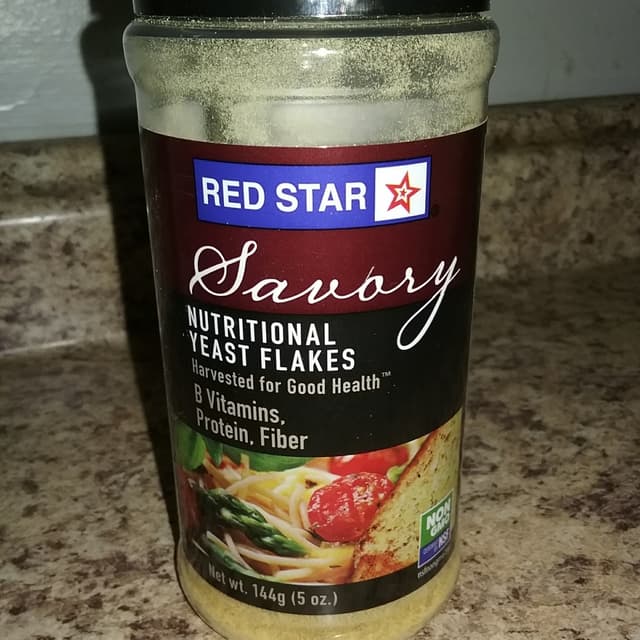 RED STAR
Savory
NUTRITIONAL
YEAST FLAKES
Harvested for Good Health™
B Vitamins,
Protein, Fiber
NON
GMO
NSF
Net wt. 144g (5 oz.)